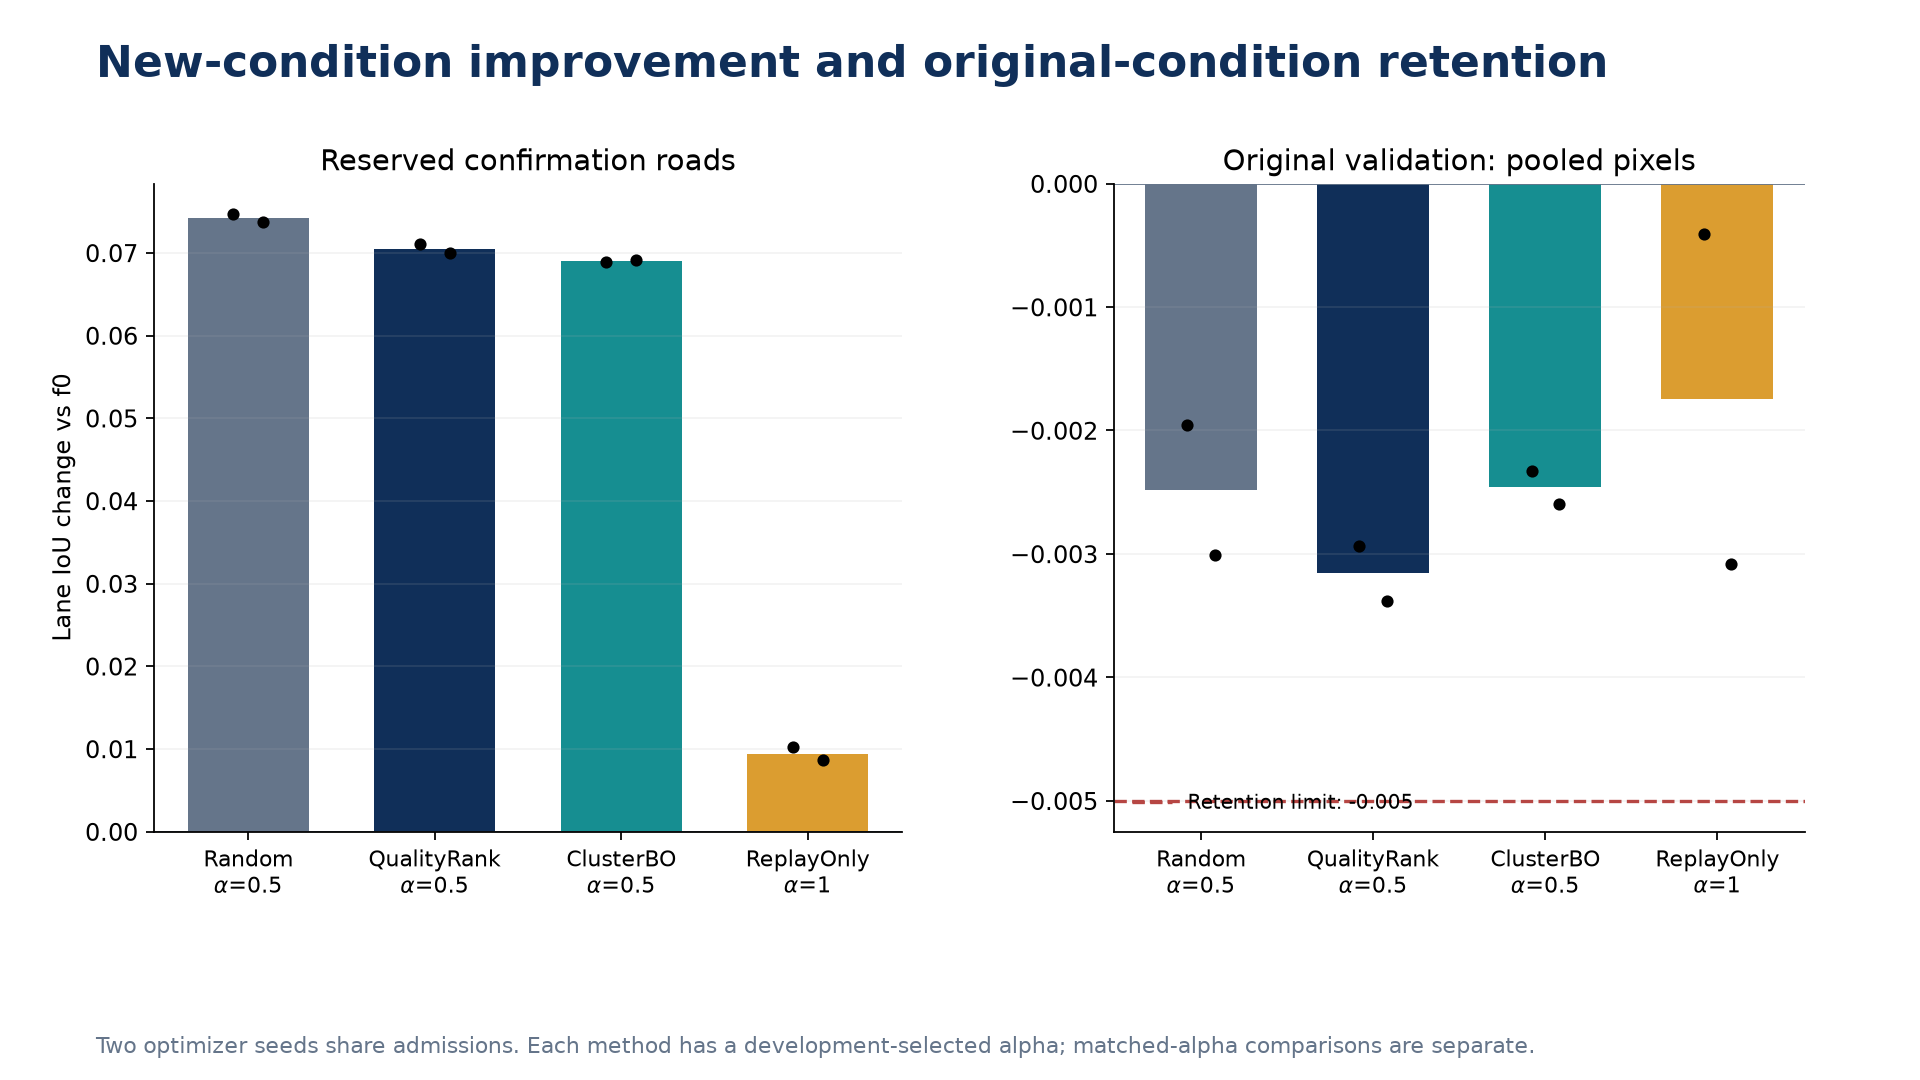 New-condition improvement and original-condition retention
Reserved confirmation roads
Lane IoU change vs f0
0.07
0.06
0.05
0.04
0.03
0.02
0.01
0.00
Random
α=0.5
QualityRank
α=0.5
ClusterBO
α=0.5
ReplayOnly
α=1
Original validation: pooled pixels
0.000
−0.001
−0.002
−0.003
−0.004
−0.005
Retention limit: -0.005
Random
α=0.5
QualityRank
α=0.5
ClusterBO
α=0.5
ReplayOnly
α=1
Two optimizer seeds share admissions. Each method has a development-selected alpha; matched-alpha comparisons are separate.